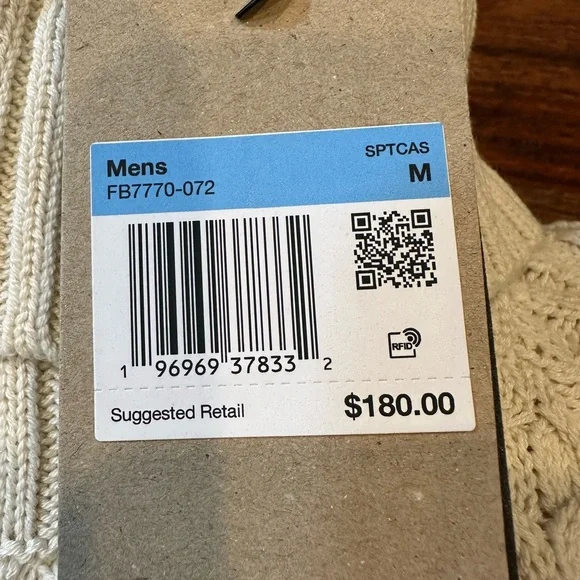 Mens
SPTCAS
FB7770-072
M
RFID
1 96969 37833 2
Suggested Retail
$180.00